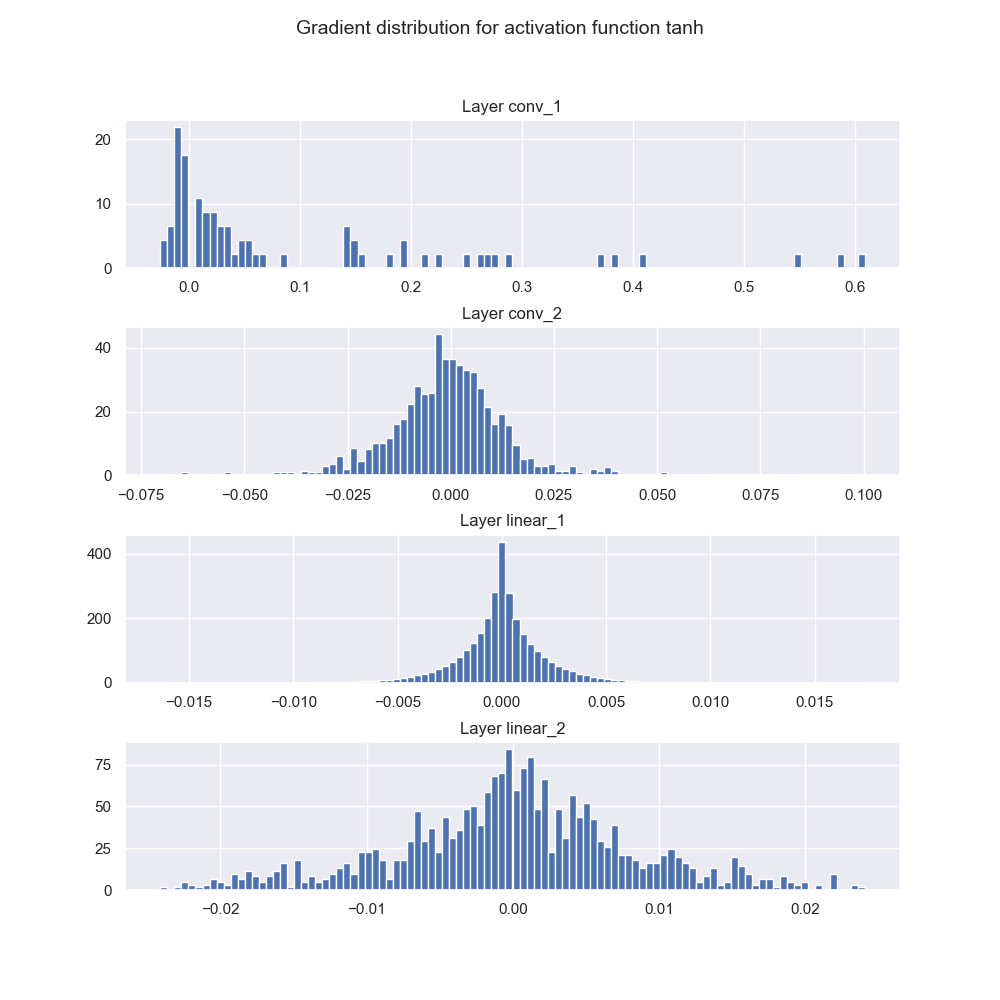 Gradient distribution for activation function tanh
Layer conv_1
20
10
0
0.0 0.1 0.2 0.3 0.4 0.5 0.6
Layer conv_2
40
20
0
−0.075 −0.050 −0.025 0.000 0.025 0.050 0.075 0.100
Layer linear_1
400
200
0
−0.015 −0.010 −0.005 0.000 0.005 0.010 0.015
Layer linear_2
75
50
25
0
−0.02 −0.01 0.00 0.01 0.02